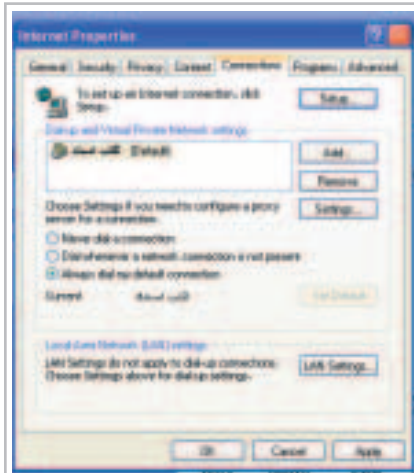 Internet Properties
General Security Privacy Content Connections Programs Advanced
To set up an Internet connection, click
Setup.
Setup...
Dial-up and Virtual Private Network settings
(Default)
Add...
Remove
Choose Settings if you need to configure a proxy
server for a connection.
Settings...
Never dial a connection
Dial whenever a network connection is not present
Always dial my default connection
Current
Set Default
Local Area Network (LAN) settings
LAN Settings do not apply to dial-up connections.
Choose Settings above for dial-up settings.
LAN Settings...
OK Cancel Apply